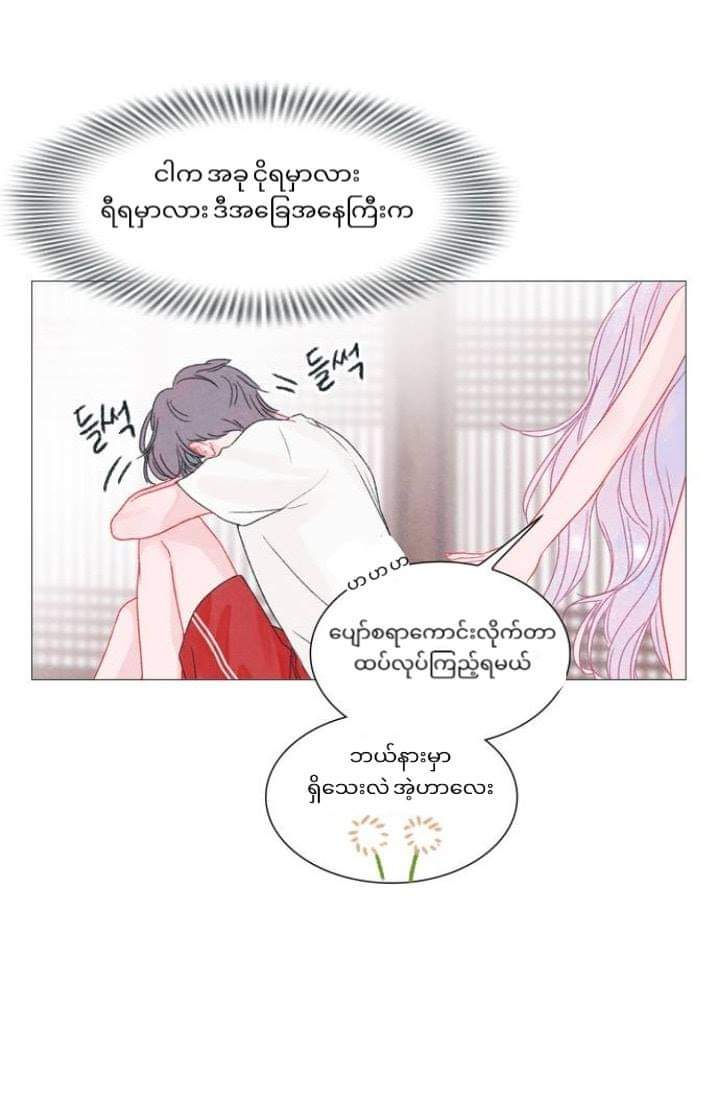 ငါက အခု ငိုရမှာလား
ရီရမှာလား ဒီအခြေအနေကြီးက
들썩
들썩
ဟာဟာဟာ
ပျော်စရာကောင်းလိုက်တာ
ထပ်လုပ်ကြည့်ရမယ်
ဘယ်နားမှာ
ရှိသေးလဲ အဲ့ဟာလေး